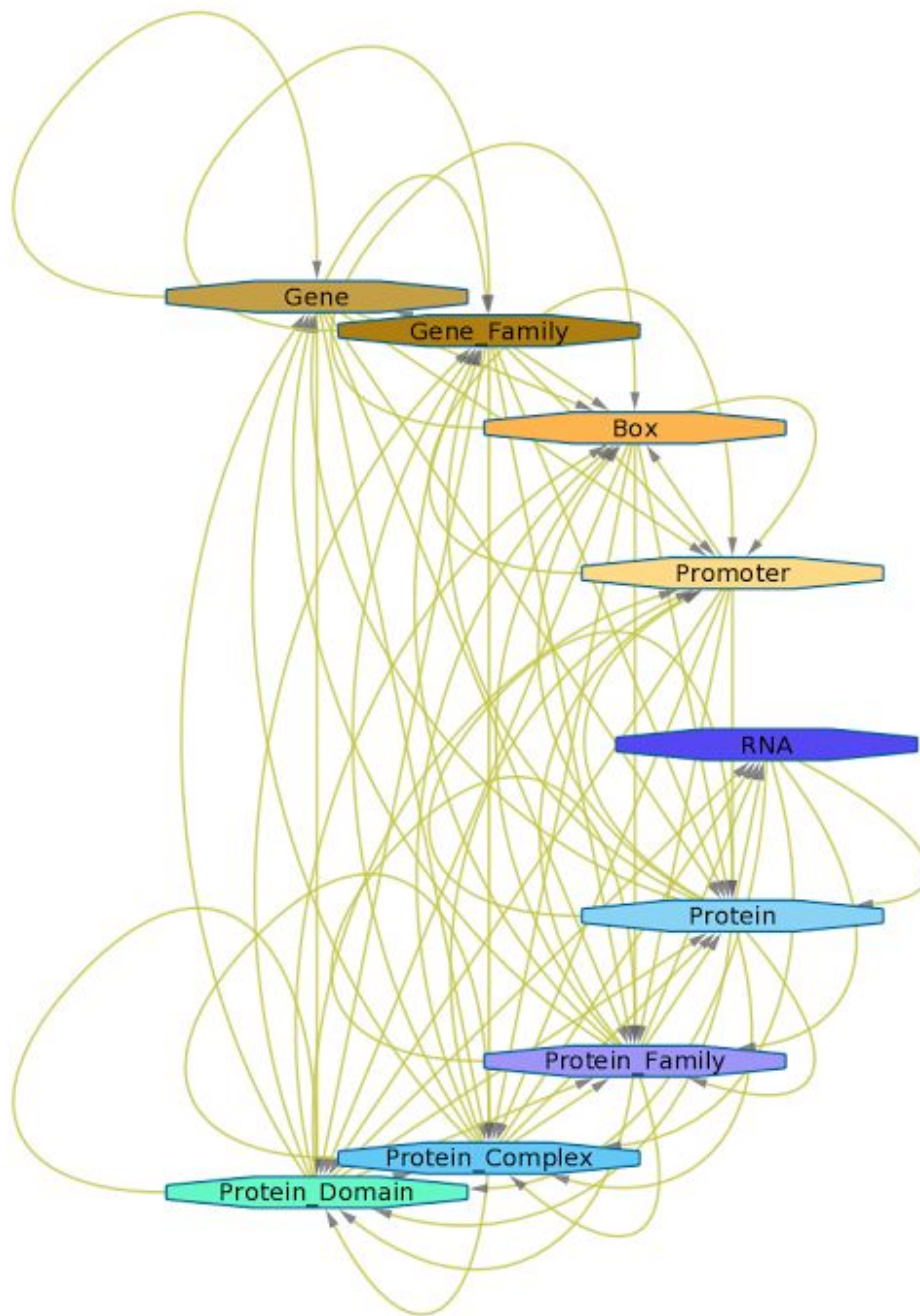 Gene
Gene_Family
Box
Promoter
RNA
Protein
Protein_Family
Protein_Complex
Protein_Domain